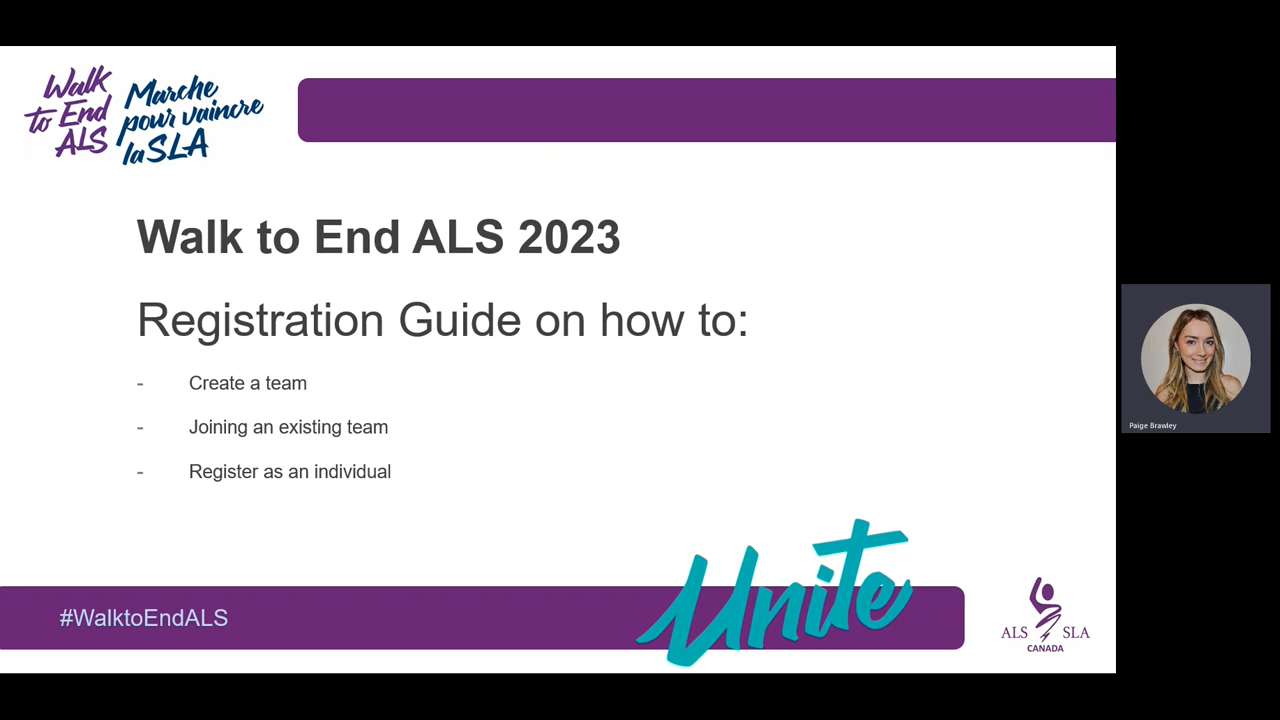 Walk
to End
ALS
Marche
pour vaincre
la SLA
Walk to End ALS 2023
Registration Guide on how to:
- Create a team
- Joining an existing team
- Register as an individual
Unite
#WalktoEndALS
ALS SLA
CANADA
Paige Brawley